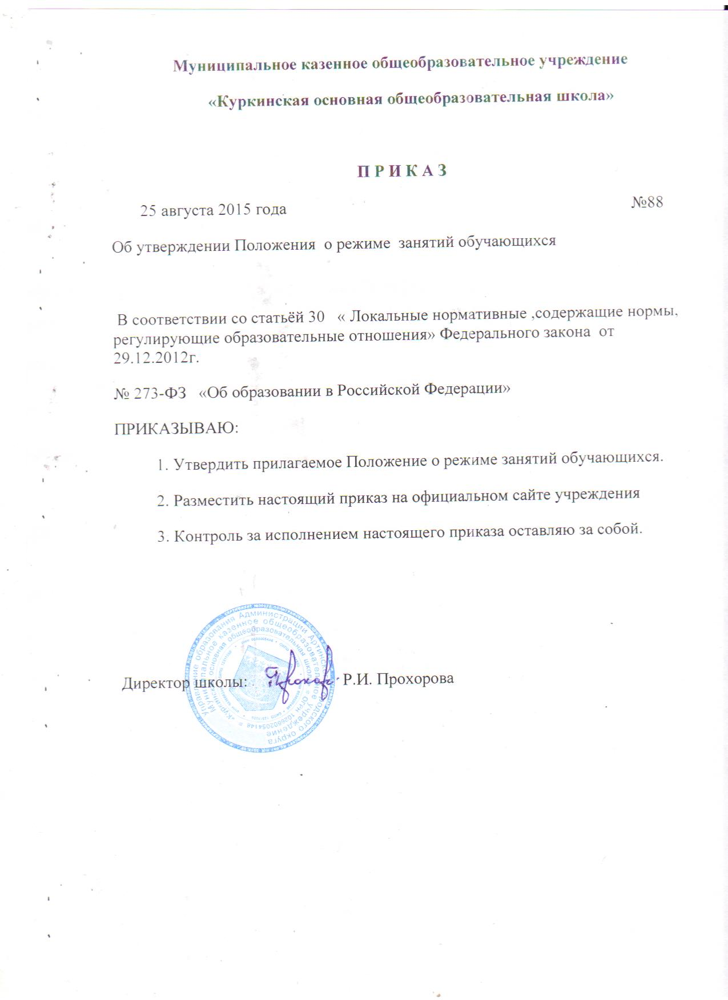 Муниципальное казенное общеобразовательное учреждение
«Куркинская основная общеобразовательная школа»
П Р И К А З
25 августа 2015 года №88
Об утверждении Положения о режиме занятий обучающихся
В соответствии со статьёй 30 « Локальные нормативные ,содержащие нормы,
регулирующие образовательные отношения» Федерального закона от
29.12.2012г.
№ 273-ФЗ «Об образовании в Российской Федерации»
ПРИКАЗЫВАЮ:
1. Утвердить прилагаемое Положение о режиме занятий обучающихся.
2. Разместить настоящий приказ на официальном сайте учреждения
3. Контроль за исполнением настоящего приказа оставляю за собой.
Директор школы: Р.И. Прохорова
Управление образования Администрации Артинского городского округа
Муниципальное казенное общеобразовательное учреждение
«Куркинская основная общеобразовательная школа»
ОГРН 1026602054148